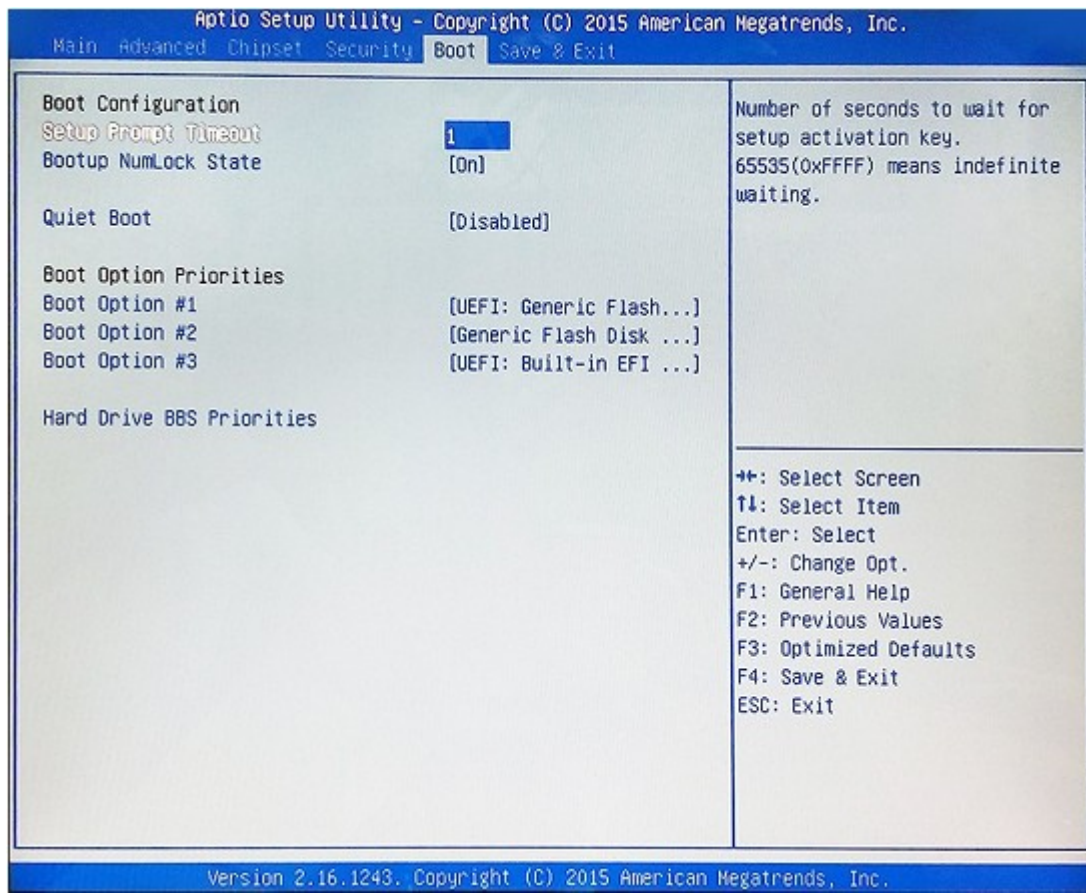 Aptio Setup Utility - Copyright (C) 2015 American Megatrends, Inc.
Main Advanced Chipset Security Boot Save & Exit
Boot Configuration
Setup Prompt Timeout 1
Bootup NumLock State [On]
Quiet Boot [Disabled]
Boot Option Priorities
Boot Option #1 [UEFI: Generic Flash...]
Boot Option #2 [Generic Flash Disk ...]
Boot Option #3 [UEFI: Built-in EFI ...]
Hard Drive BBS Priorities
Number of seconds to wait for
setup activation key.
65535(0xFFFF) means indefinite
waiting.
→←: Select Screen
↑↓: Select Item
Enter: Select
+/-: Change Opt.
F1: General Help
F2: Previous Values
F3: Optimized Defaults
F4: Save & Exit
ESC: Exit
Version 2.16.1243. Copyright (C) 2015 American Megatrends, Inc.